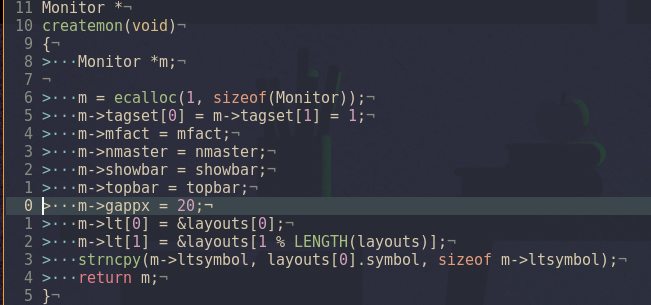 11 Monitor *¬
10 createmon(void)¬
9 {¬
8 >···Monitor *m;¬
7 ¬
6 >···m = ecalloc(1, sizeof(Monitor));¬
5 >···m->tagset[0] = m->tagset[1] = 1;¬
4 >···m->mfact = mfact;¬
3 >···m->nmaster = nmaster;¬
2 >···m->showbar = showbar;¬
1 >···m->topbar = topbar;¬
0 >···m->gappx = 20;¬
1 >···m->lt[0] = &layouts[0];¬
2 >···m->lt[1] = &layouts[1 % LENGTH(layouts)];¬
3 >···strncpy(m->ltsymbol, layouts[0].symbol, sizeof m->ltsymbol);¬
4 >···return m;¬
5 }¬